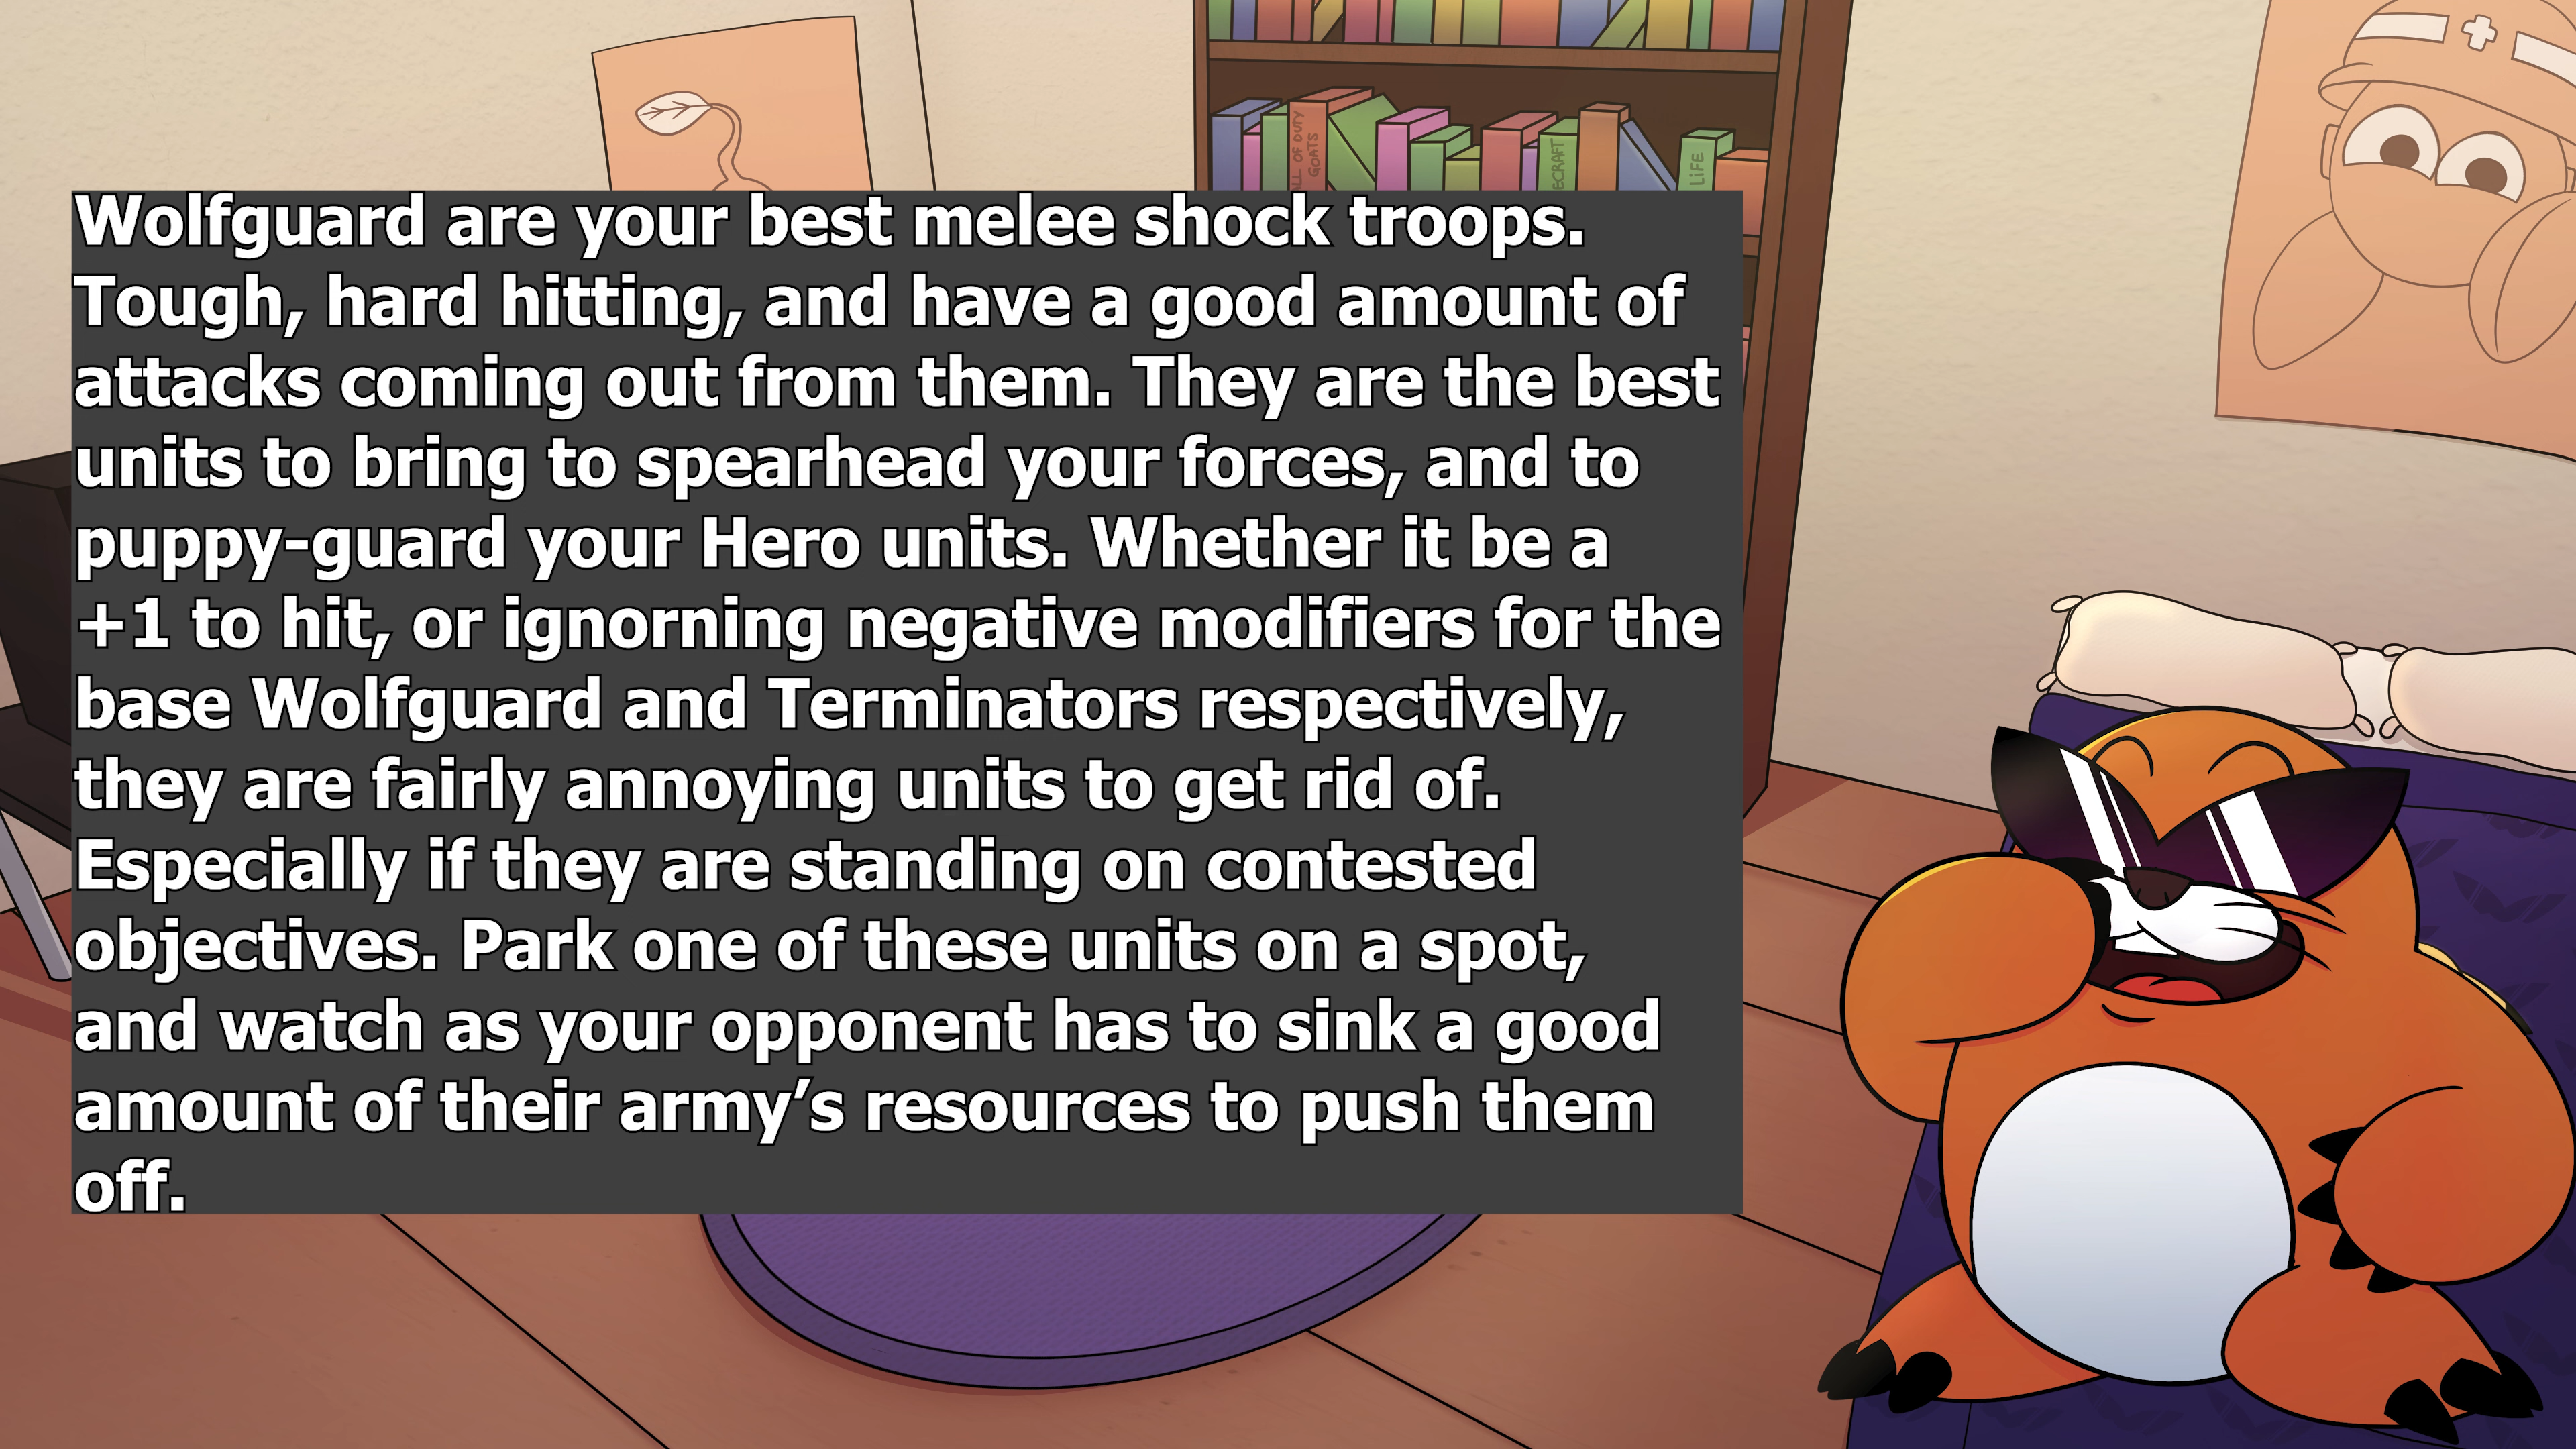 ALL OF DUTY
GOATS
ECRAFT
LIFE
Wolfguard are your best melee shock troops.
Tough, hard hitting, and have a good amount of
attacks coming out from them. They are the best
units to bring to spearhead your forces, and to
puppy-guard your Hero units. Whether it be a
+1 to hit, or ignorning negative modifiers for the
base Wolfguard and Terminators respectively,
they are fairly annoying units to get rid of.
Especially if they are standing on contested
objectives. Park one of these units on a spot,
and watch as your opponent has to sink a good
amount of their army’s resources to push them
off.